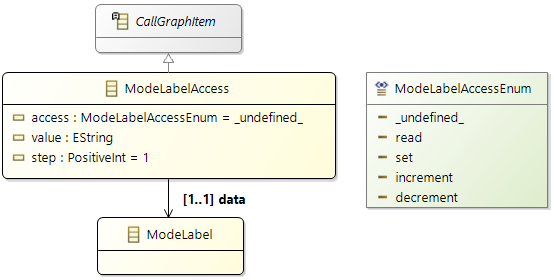 CallGraphItem
ModeLabelAccess
access : ModeLabelAccessEnum = _undefined_
value : EString
step : PositiveInt = 1
[1..1] data
ModeLabel
ModeLabelAccessEnum
_undefined_
read
set
increment
decrement